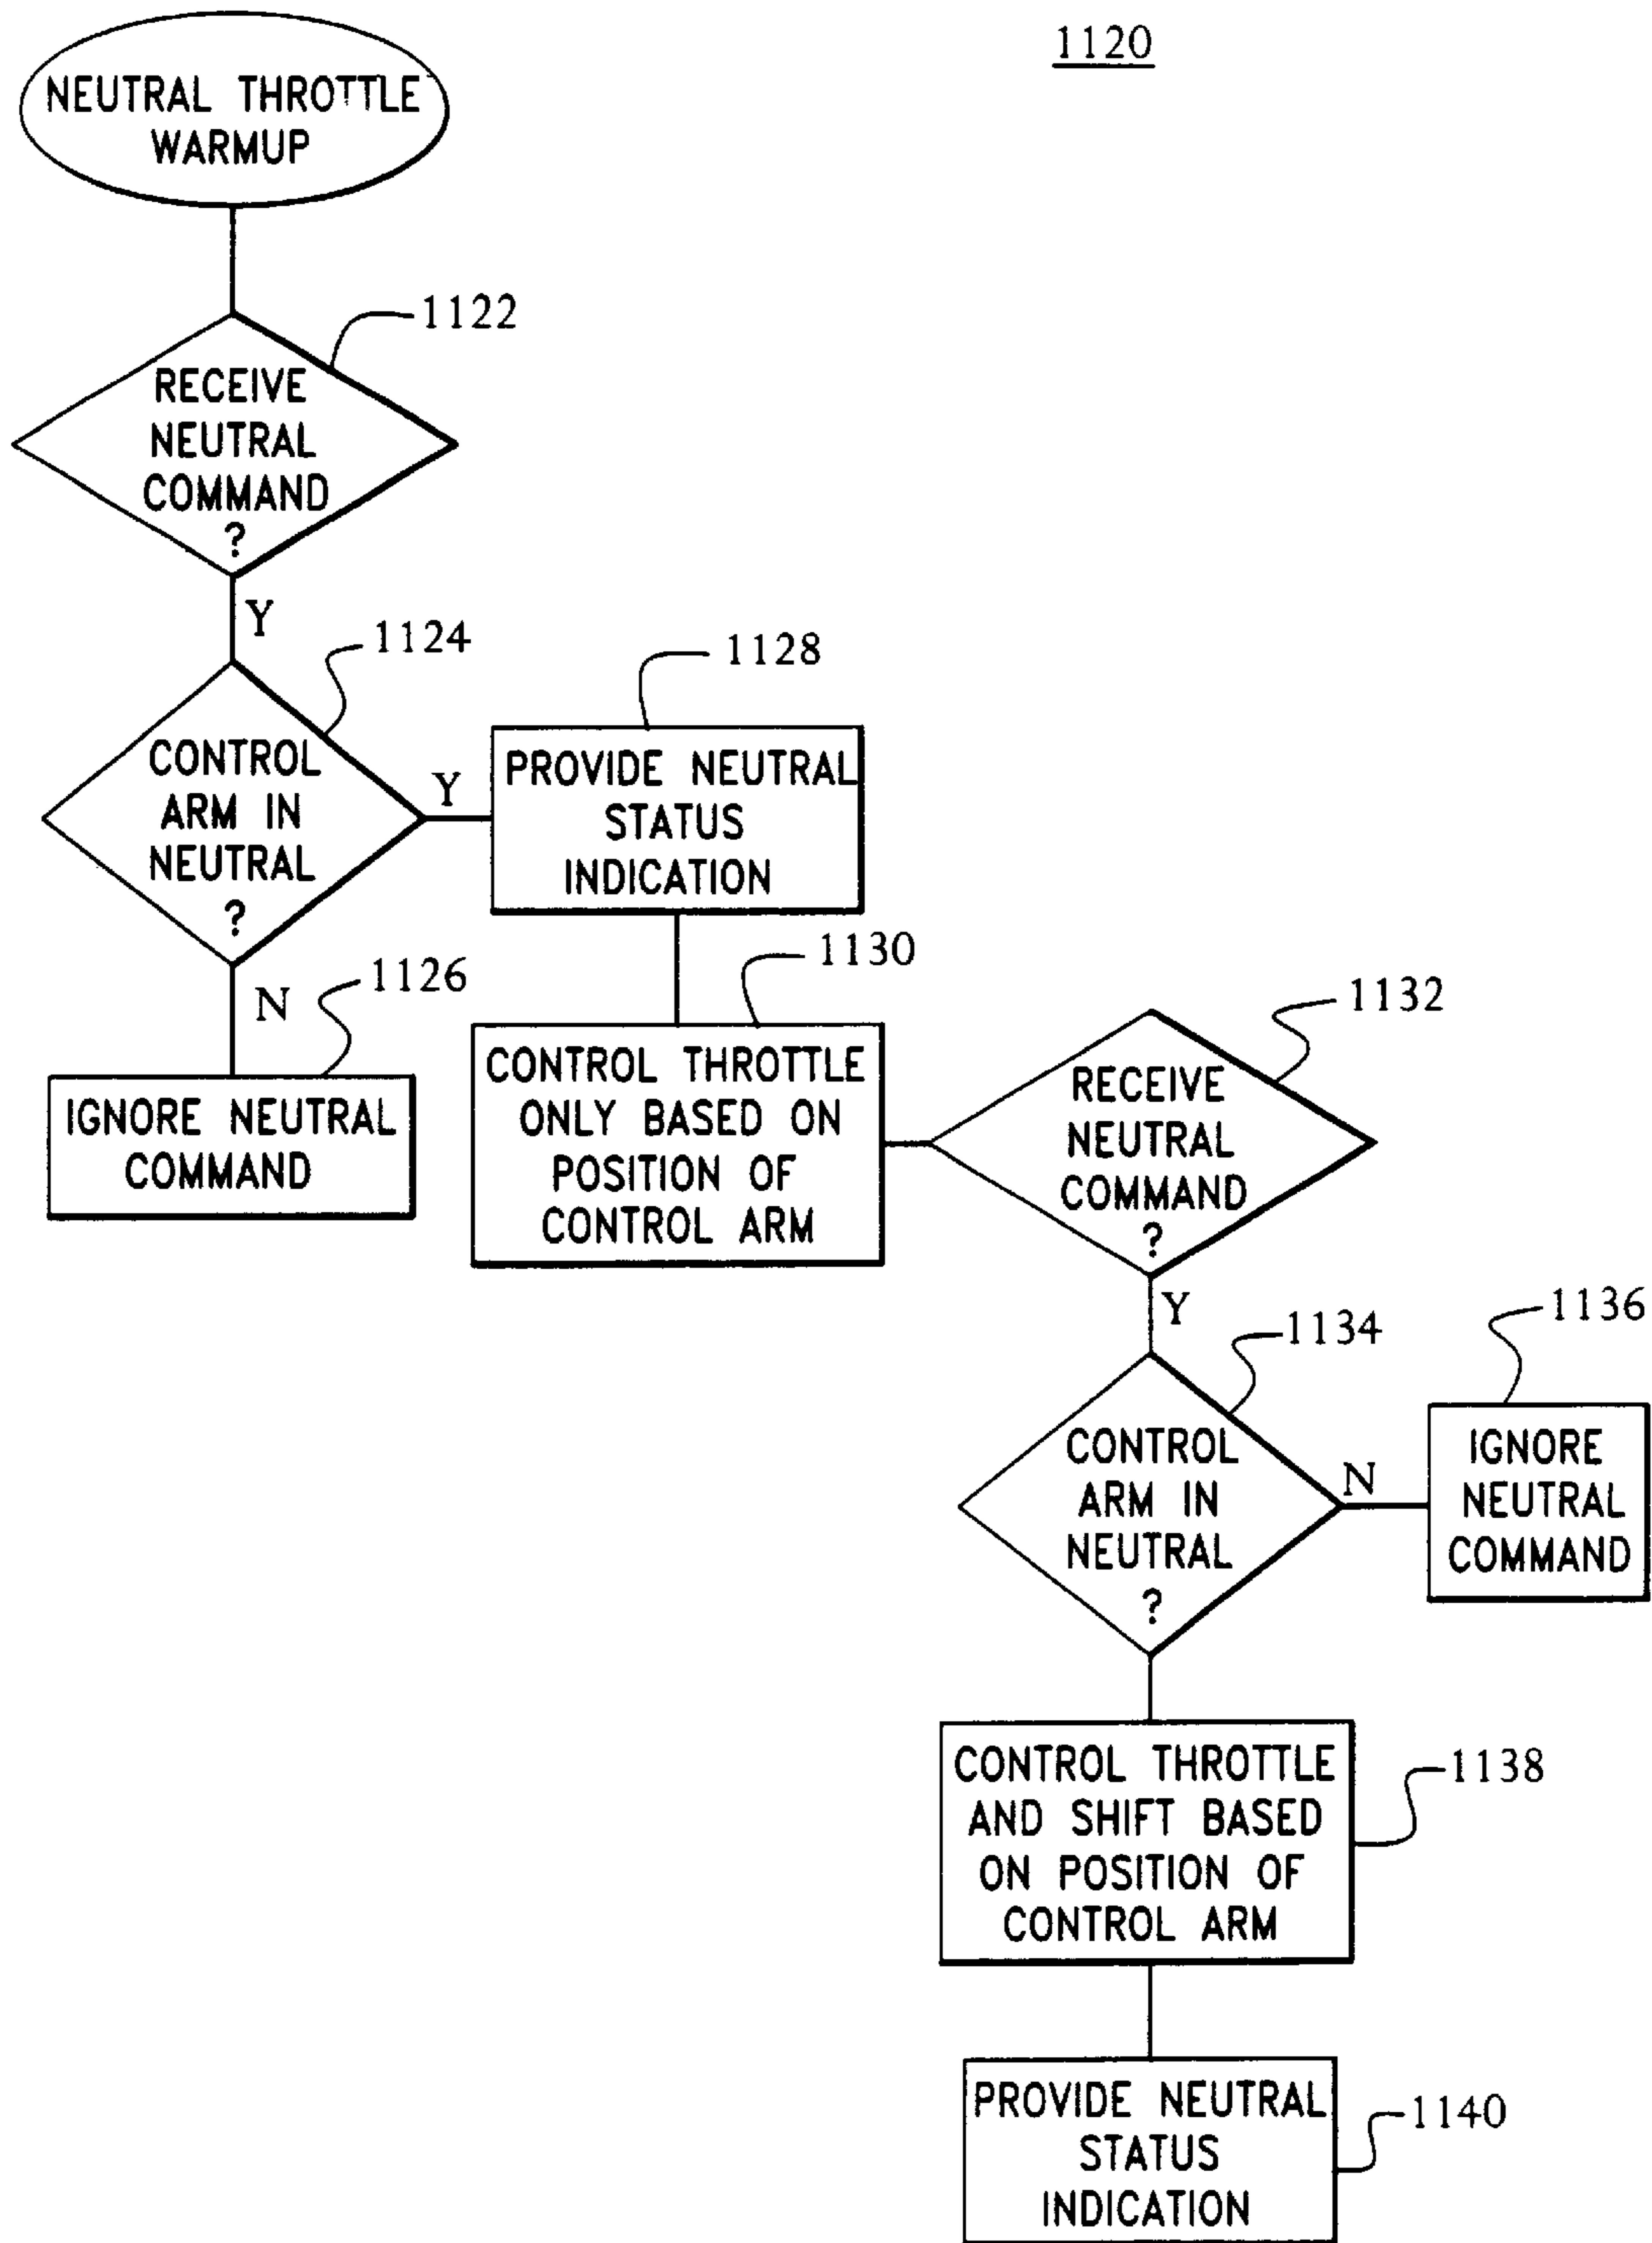 1120
NEUTRAL THROTTLE
WARMUP
1122
RECEIVE
NEUTRAL
COMMAND
?
Y
1124
CONTROL
ARM IN
NEUTRAL
?
Y
1128
PROVIDE NEUTRAL
STATUS
INDICATION
N
1126
IGNORE NEUTRAL
COMMAND
1130
CONTROL THROTTLE
ONLY BASED ON
POSITION OF
CONTROL ARM
1132
RECEIVE
NEUTRAL
COMMAND
?
Y
1134
CONTROL
ARM IN
NEUTRAL
?
N
1136
IGNORE
NEUTRAL
COMMAND
CONTROL THROTTLE
AND SHIFT BASED
ON POSITION OF
CONTROL ARM
1138
PROVIDE NEUTRAL
STATUS
INDICATION
1140